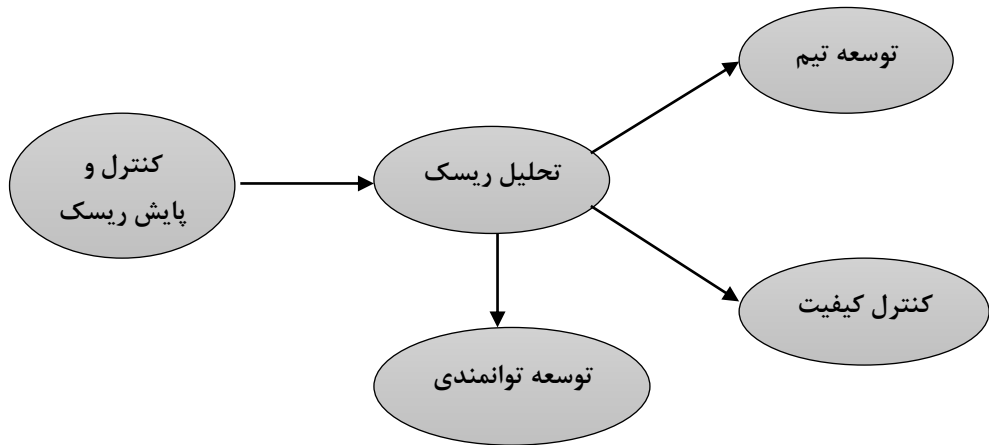 توسعه تیم
کنترل و
پایش ریسک
تحلیل ریسک
کنترل کیفیت
توسعه توانمندی